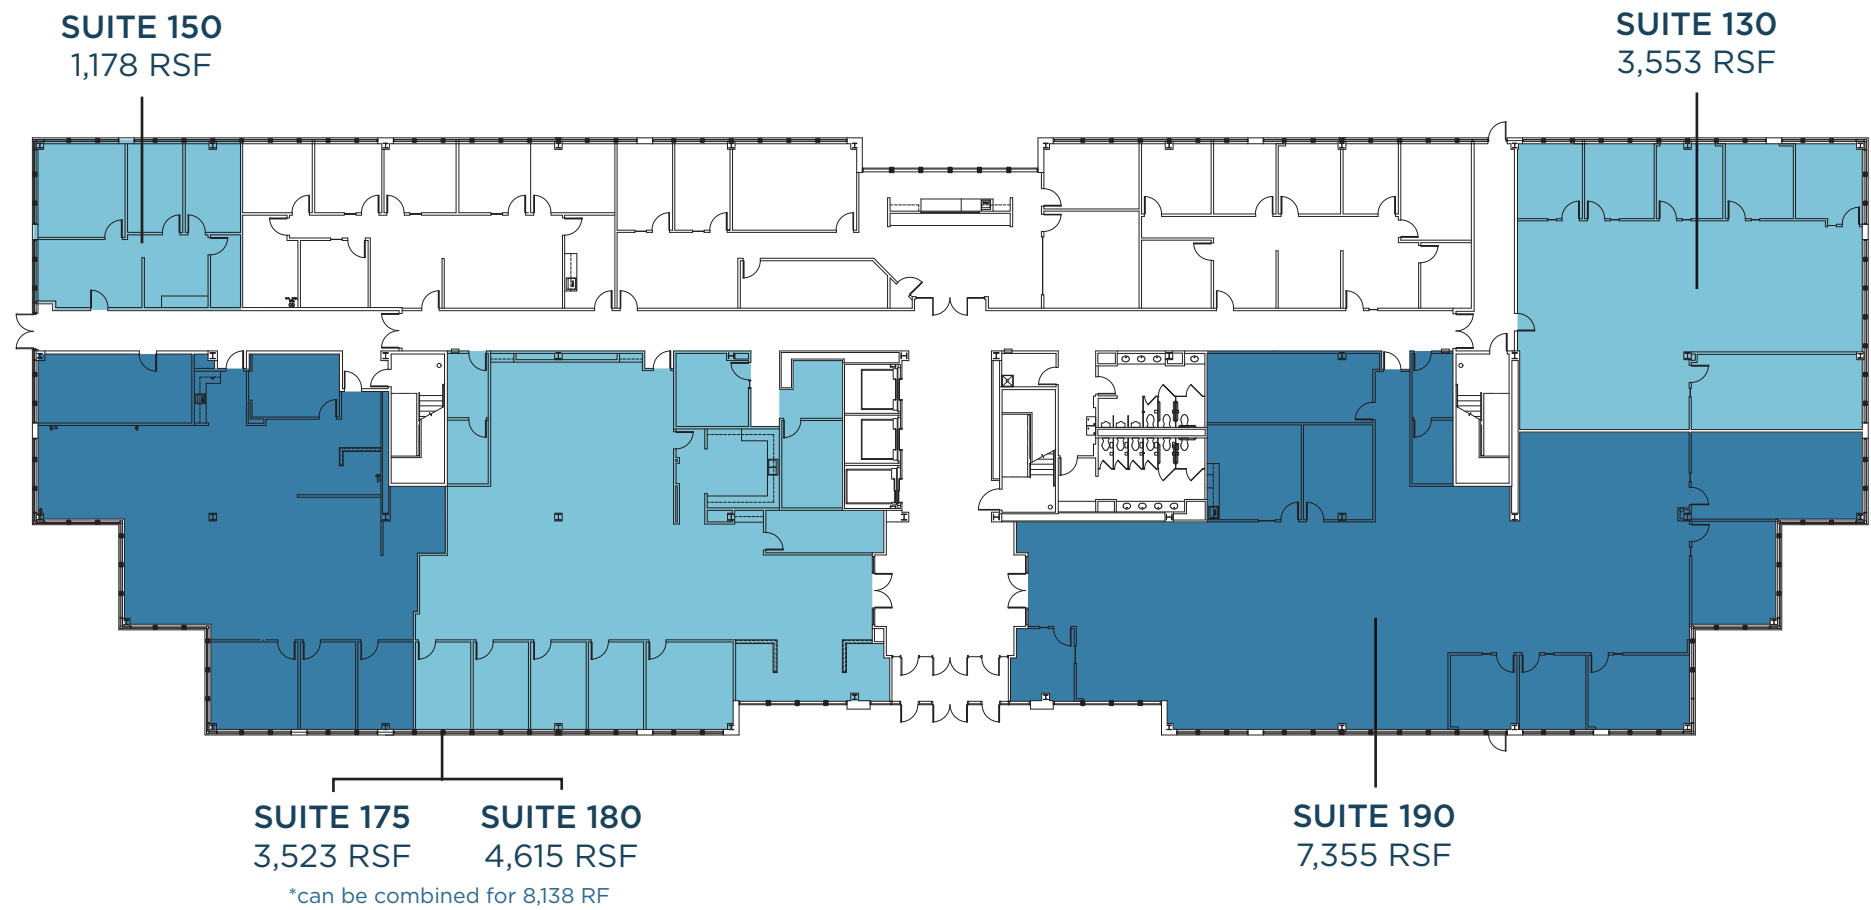 SUITE 150
1,178 RSF
SUITE 130
3,553 RSF
SUITE 175
3,523 RSF
SUITE 180
4,615 RSF
*can be combined for 8,138 RF
SUITE 190
7,355 RSF